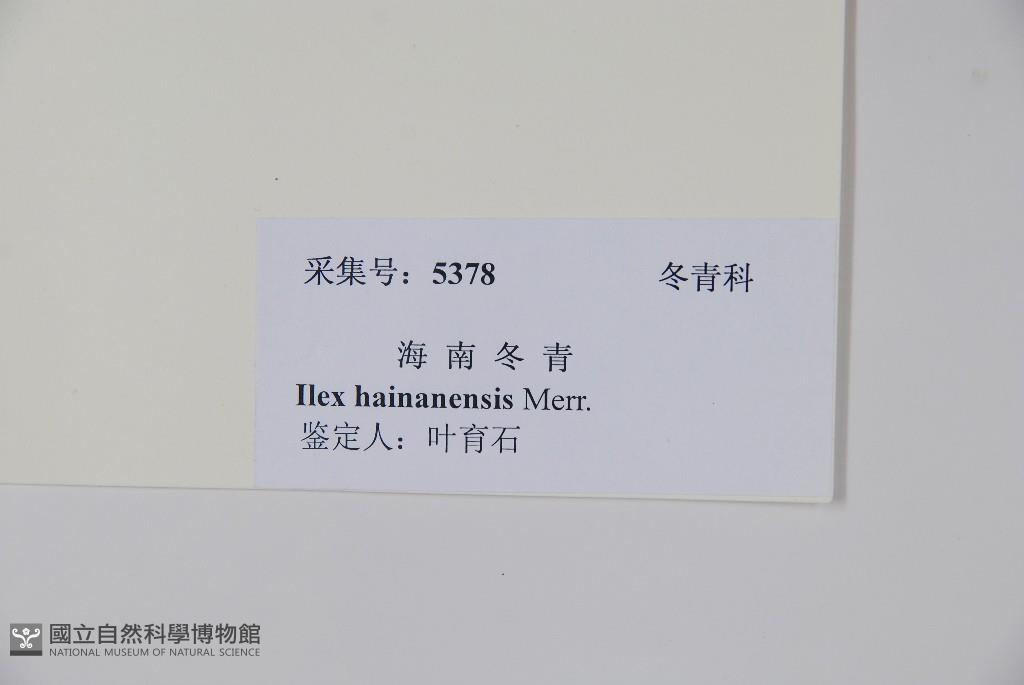 采集号：5378 冬青科
海南冬青
Ilex hainanensis Merr.
鉴定人：叶育石
國立自然科學博物館
NATIONAL MUSEUM OF NATURAL SCIENCE